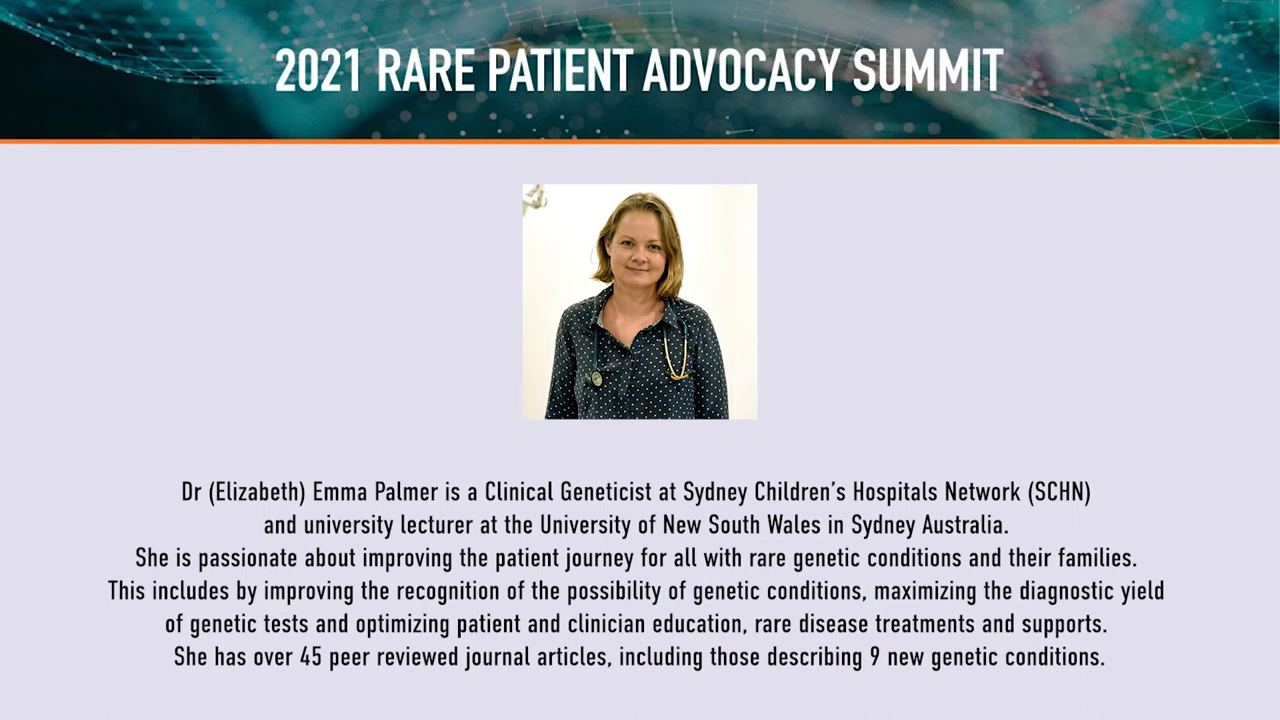 2021 RARE PATIENT ADVOCACY SUMMIT
Dr (Elizabeth) Emma Palmer is a Clinical Geneticist at Sydney Children's Hospitals Network (SCHN)
and university lecturer at the University of New South Wales in Sydney Australia.
She is passionate about improving the patient journey for all with rare genetic conditions and their families.
This includes by improving the recognition of the possibility of genetic conditions, maximizing the diagnostic yield
of genetic tests and optimizing patient and clinician education, rare disease treatments and supports.
She has over 45 peer reviewed journal articles, including those describing 9 new genetic conditions.